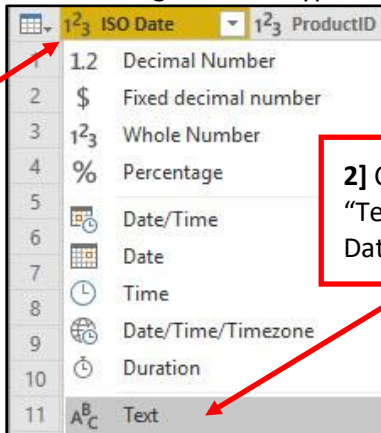 1²3 ISO Date 1²3 ProductID
1 1.2 Decimal Number
2 $ Fixed decimal number
3 1²3 Whole Number
4 % Percentage
5
6 Date/Time
7 Date
8 Time
9 Date/Time/Timezone
10 Duration
11 ABC Text
2]
"Te
Dat